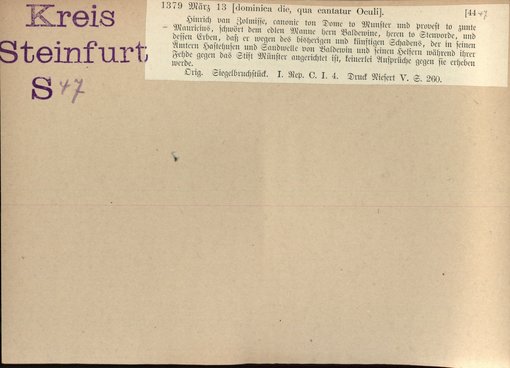 Kreis
Steinfurt
S 47
1379 März 13 [dominica die, qua cantatur Oculi]. [44 47
Hinrich van Zolmisse, canonic ton Dome to Munster und provest to zunte
- Mauricius, schwört dem edlen Manne hern Baldewine, heren to Stenvorde, und
dessen Erben, daß er wegen des bisherigen und künftigen Schadens, der in seinen
Ämtern Hastehusen und Sandwelle von Baldewin und seinen Helfern während ihrer
Fehde gegen das Stift Münster angerichtet ist, keinerlei Ansprüche gegen sie erheben
werde.
Orig. Siegelbruchstück. I. Rep. C. I. 4. Druck Niesert V. S. 260.